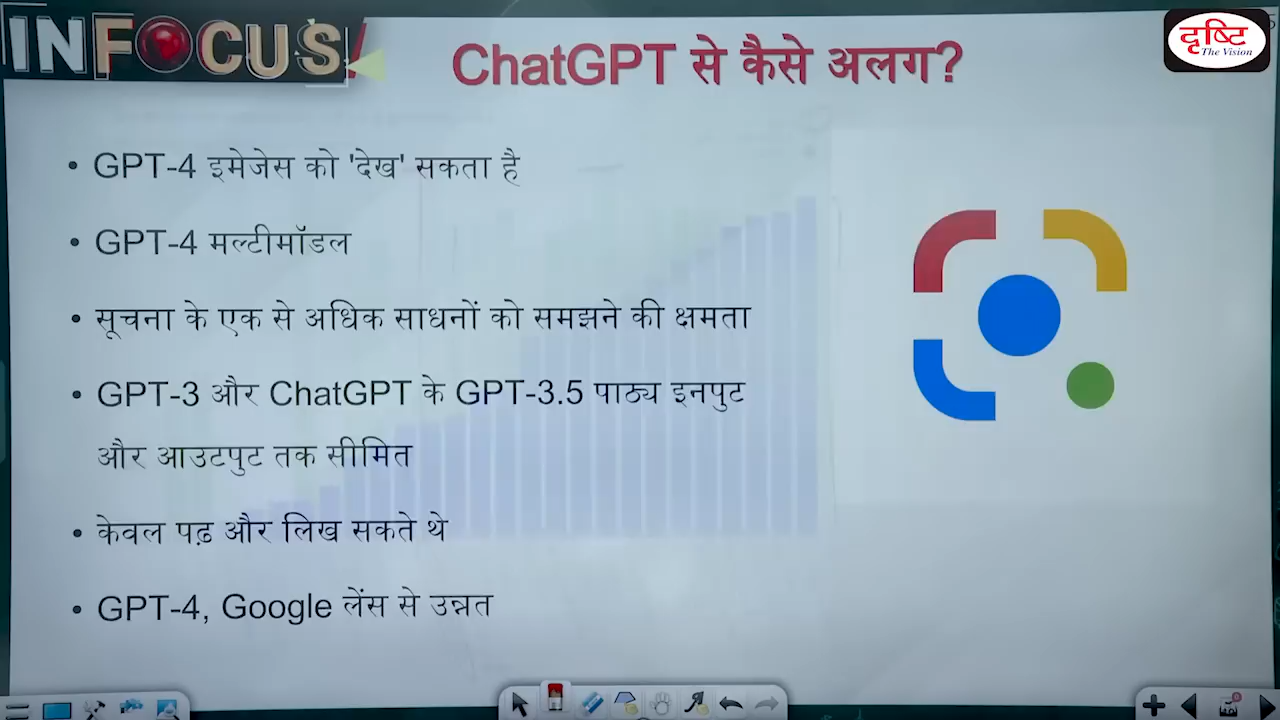 INFOCUS!
ChatGPT से कैसे अलग?
दृष्टि
The Vision
• GPT-4 इमेजेस को 'देख' सकता है
• GPT-4 मल्टीमॉडल
• सूचना के एक से अधिक साधनों को समझने की क्षमता
• GPT-3 और ChatGPT के GPT-3.5 पाठ्य इनपुट
और आउटपुट तक सीमित
• केवल पढ़ और लिख सकते थे
• GPT-4, Google लेंस से उन्नत